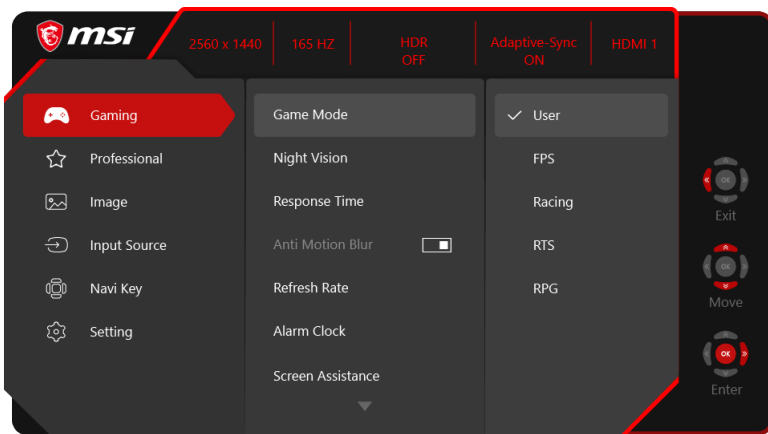 msi
2560 x 1440
165 HZ
HDR
OFF
Adaptive-Sync
ON
HDMI 1
Gaming
Professional
Image
Input Source
Navi Key
Setting
Game Mode
Night Vision
Response Time
Anti Motion Blur
Refresh Rate
Alarm Clock
Screen Assistance
User
FPS
Racing
RTS
RPG
OK
Exit
OK
Move
OK
Enter